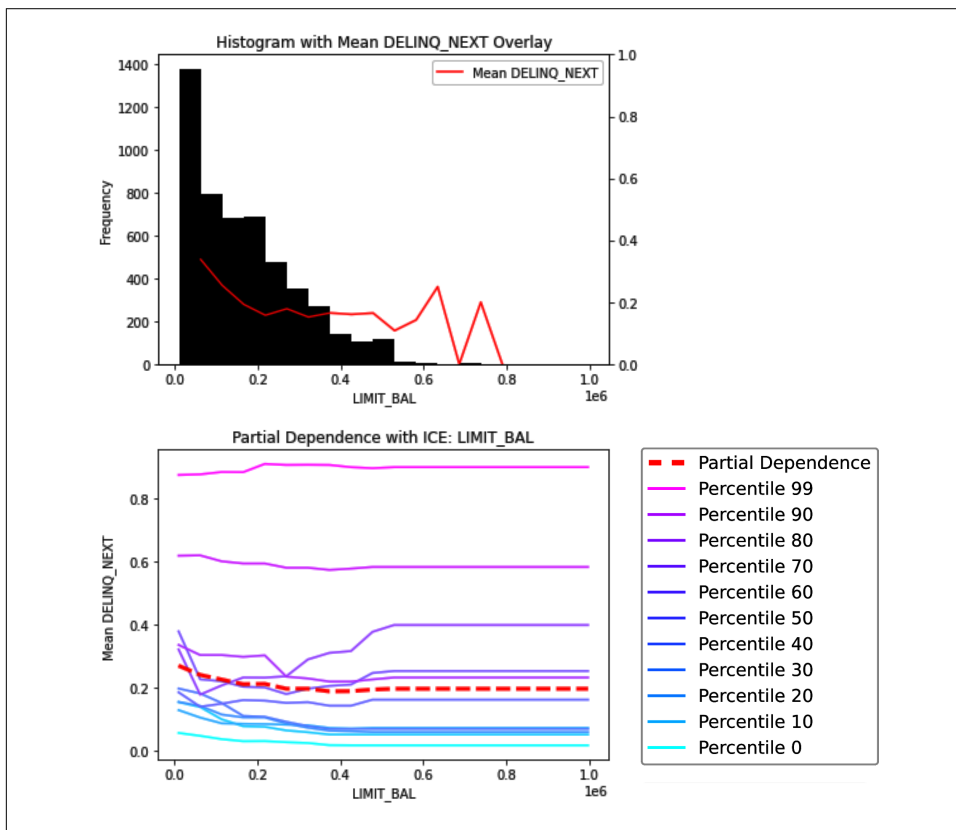 Histogram with Mean DELINQ_NEXT Overlay
1400
1200
1000
800
600
400
200
0
Frequency
1.0
0.8
0.6
0.4
0.2
0.0
Mean DELINQ_NEXT
0.0 0.2 0.4 0.6 0.8 1.0
1e6
LIMIT_BAL
Partial Dependence with ICE: LIMIT_BAL
0.8
0.6
0.4
0.2
0.0
Mean DELINQ_NEXT
0.0 0.2 0.4 0.6 0.8 1.0
1e6
LIMIT_BAL
Partial Dependence
Percentile 99
Percentile 90
Percentile 80
Percentile 70
Percentile 60
Percentile 50
Percentile 40
Percentile 30
Percentile 20
Percentile 10
Percentile 0